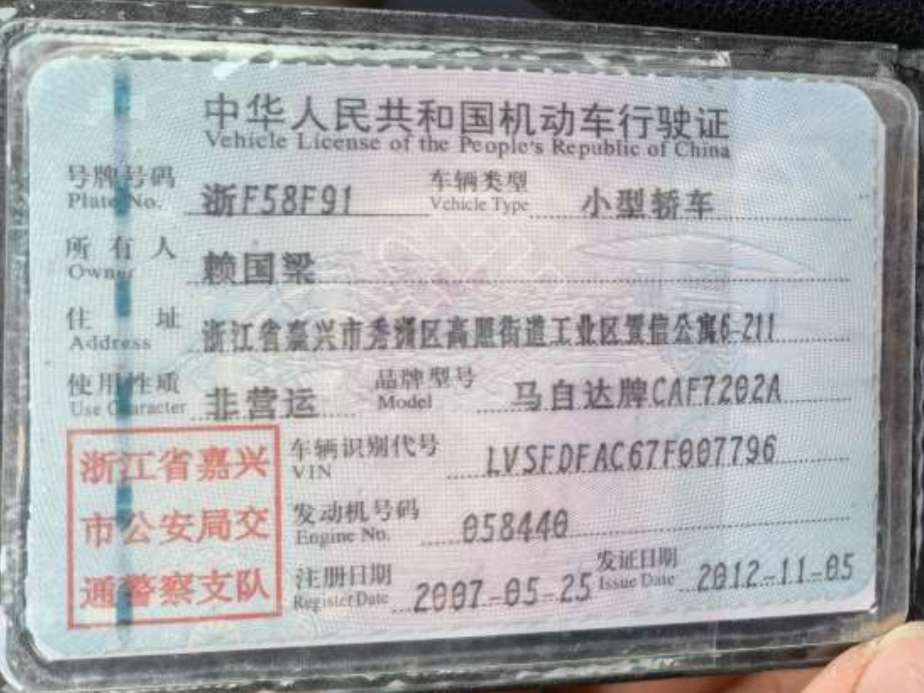 中华人民共和国机动车行驶证
Vehicle License of the People's Republic of China
号牌号码 浙F58F91 车辆类型 小型轿车
Plate No. Vehicle Type
所有人 赖国梁
Owner
住址 浙江省嘉兴市秀洲区高照街道工业区置信公寓6-211
Address
使用性质 非营运 品牌型号 马自达牌CAF7202A
Use Character Model
浙江省嘉兴
市公安局交
通警察支队
车辆识别代号 LVSFDFAC67F007796
VIN
发动机号码 058440
Engine No.
注册日期 2007-05-25 发证日期 2012-11-05
Register Date Issue Date